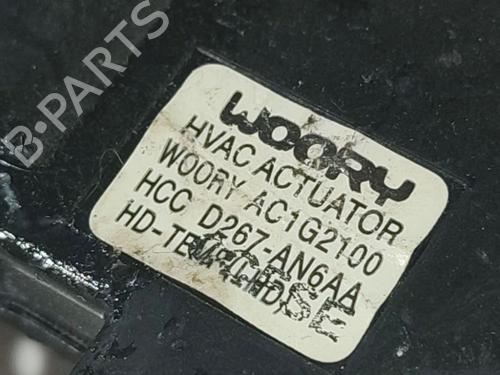 B-PARTS
WOORY
HVAC ACTUATOR
WOORY AC1G2100
HCC D267-AN6AA